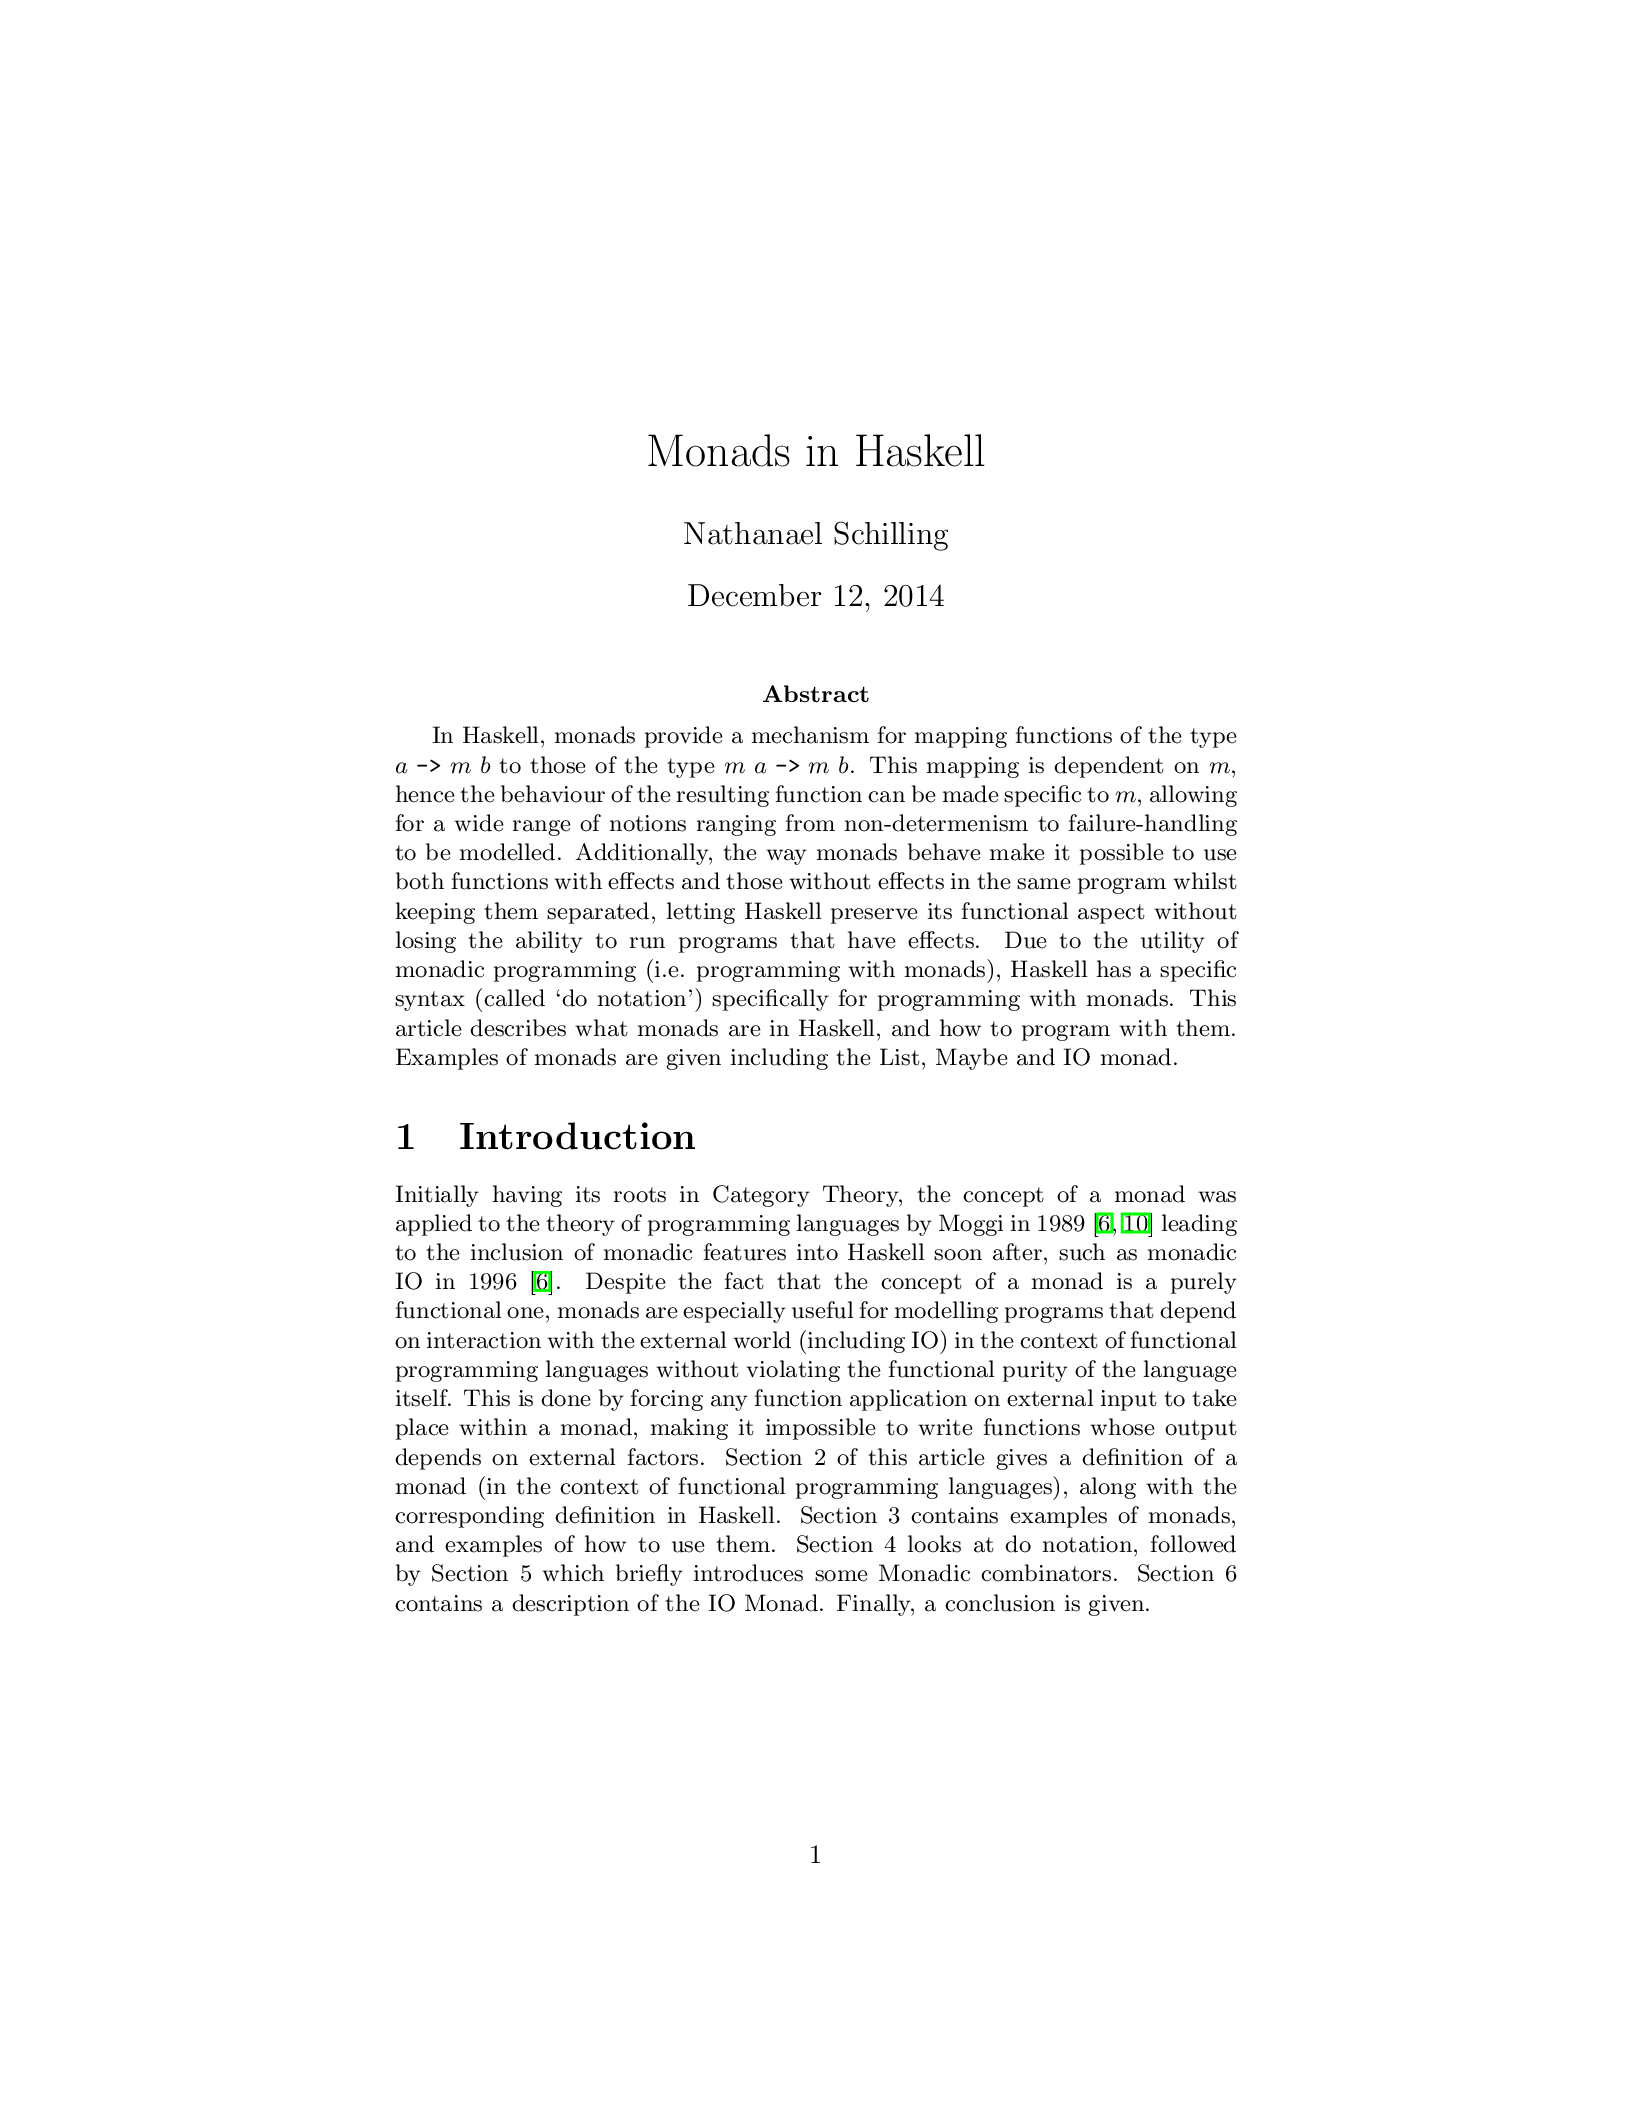 Monads in Haskell
Nathanael Schilling
December 12, 2014
Abstract
In Haskell, monads provide a mechanism for mapping functions of the type
a -> m b to those of the type m a -> m b. This mapping is dependent on m,
hence the behaviour of the resulting function can be made specific to m, allowing
for a wide range of notions ranging from non-determenism to failure-handling
to be modelled. Additionally, the way monads behave make it possible to use
both functions with effects and those without effects in the same program whilst
keeping them separated, letting Haskell preserve its functional aspect without
losing the ability to run programs that have effects. Due to the utility of
monadic programming (i.e. programming with monads), Haskell has a specific
syntax (called ‘do notation’) specifically for programming with monads. This
article describes what monads are in Haskell, and how to program with them.
Examples of monads are given including the List, Maybe and IO monad.
1 Introduction
Initially having its roots in Category Theory, the concept of a monad was
applied to the theory of programming languages by Moggi in 1989 [6, 10] leading
to the inclusion of monadic features into Haskell soon after, such as monadic
IO in 1996 [6]. Despite the fact that the concept of a monad is a purely
functional one, monads are especially useful for modelling programs that depend
on interaction with the external world (including IO) in the context of functional
programming languages without violating the functional purity of the language
itself. This is done by forcing any function application on external input to take
place within a monad, making it impossible to write functions whose output
depends on external factors. Section 2 of this article gives a definition of a
monad (in the context of functional programming languages), along with the
corresponding definition in Haskell. Section 3 contains examples of monads,
and examples of how to use them. Section 4 looks at do notation, followed
by Section 5 which briefly introduces some Monadic combinators. Section 6
contains a description of the IO Monad. Finally, a conclusion is given.
1